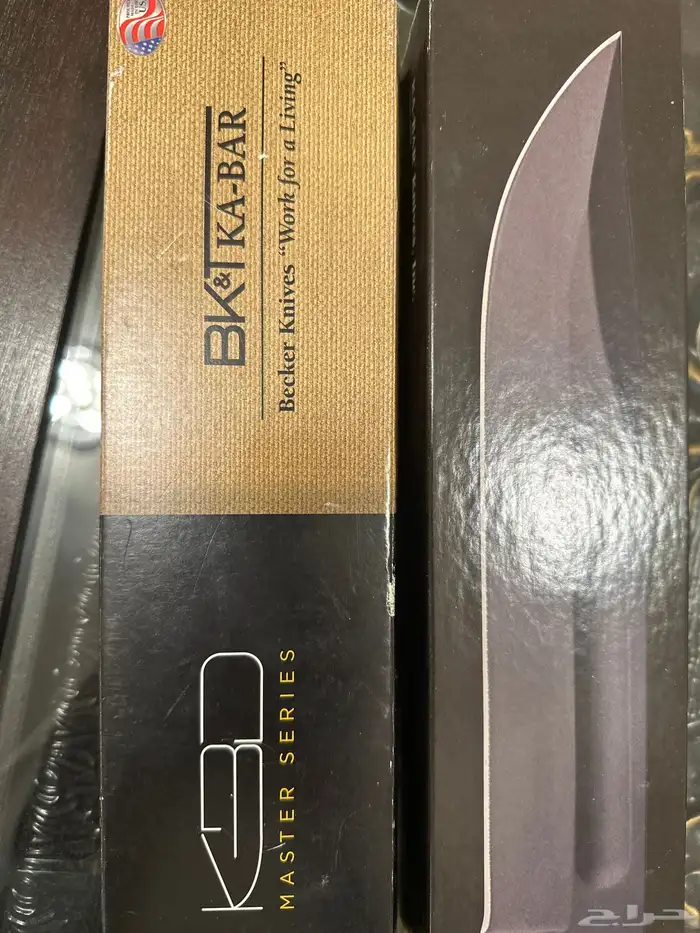 BK&T KA-BAR
Becker Knives “Work for a Living”
KBD
MASTER SERIES
حراج